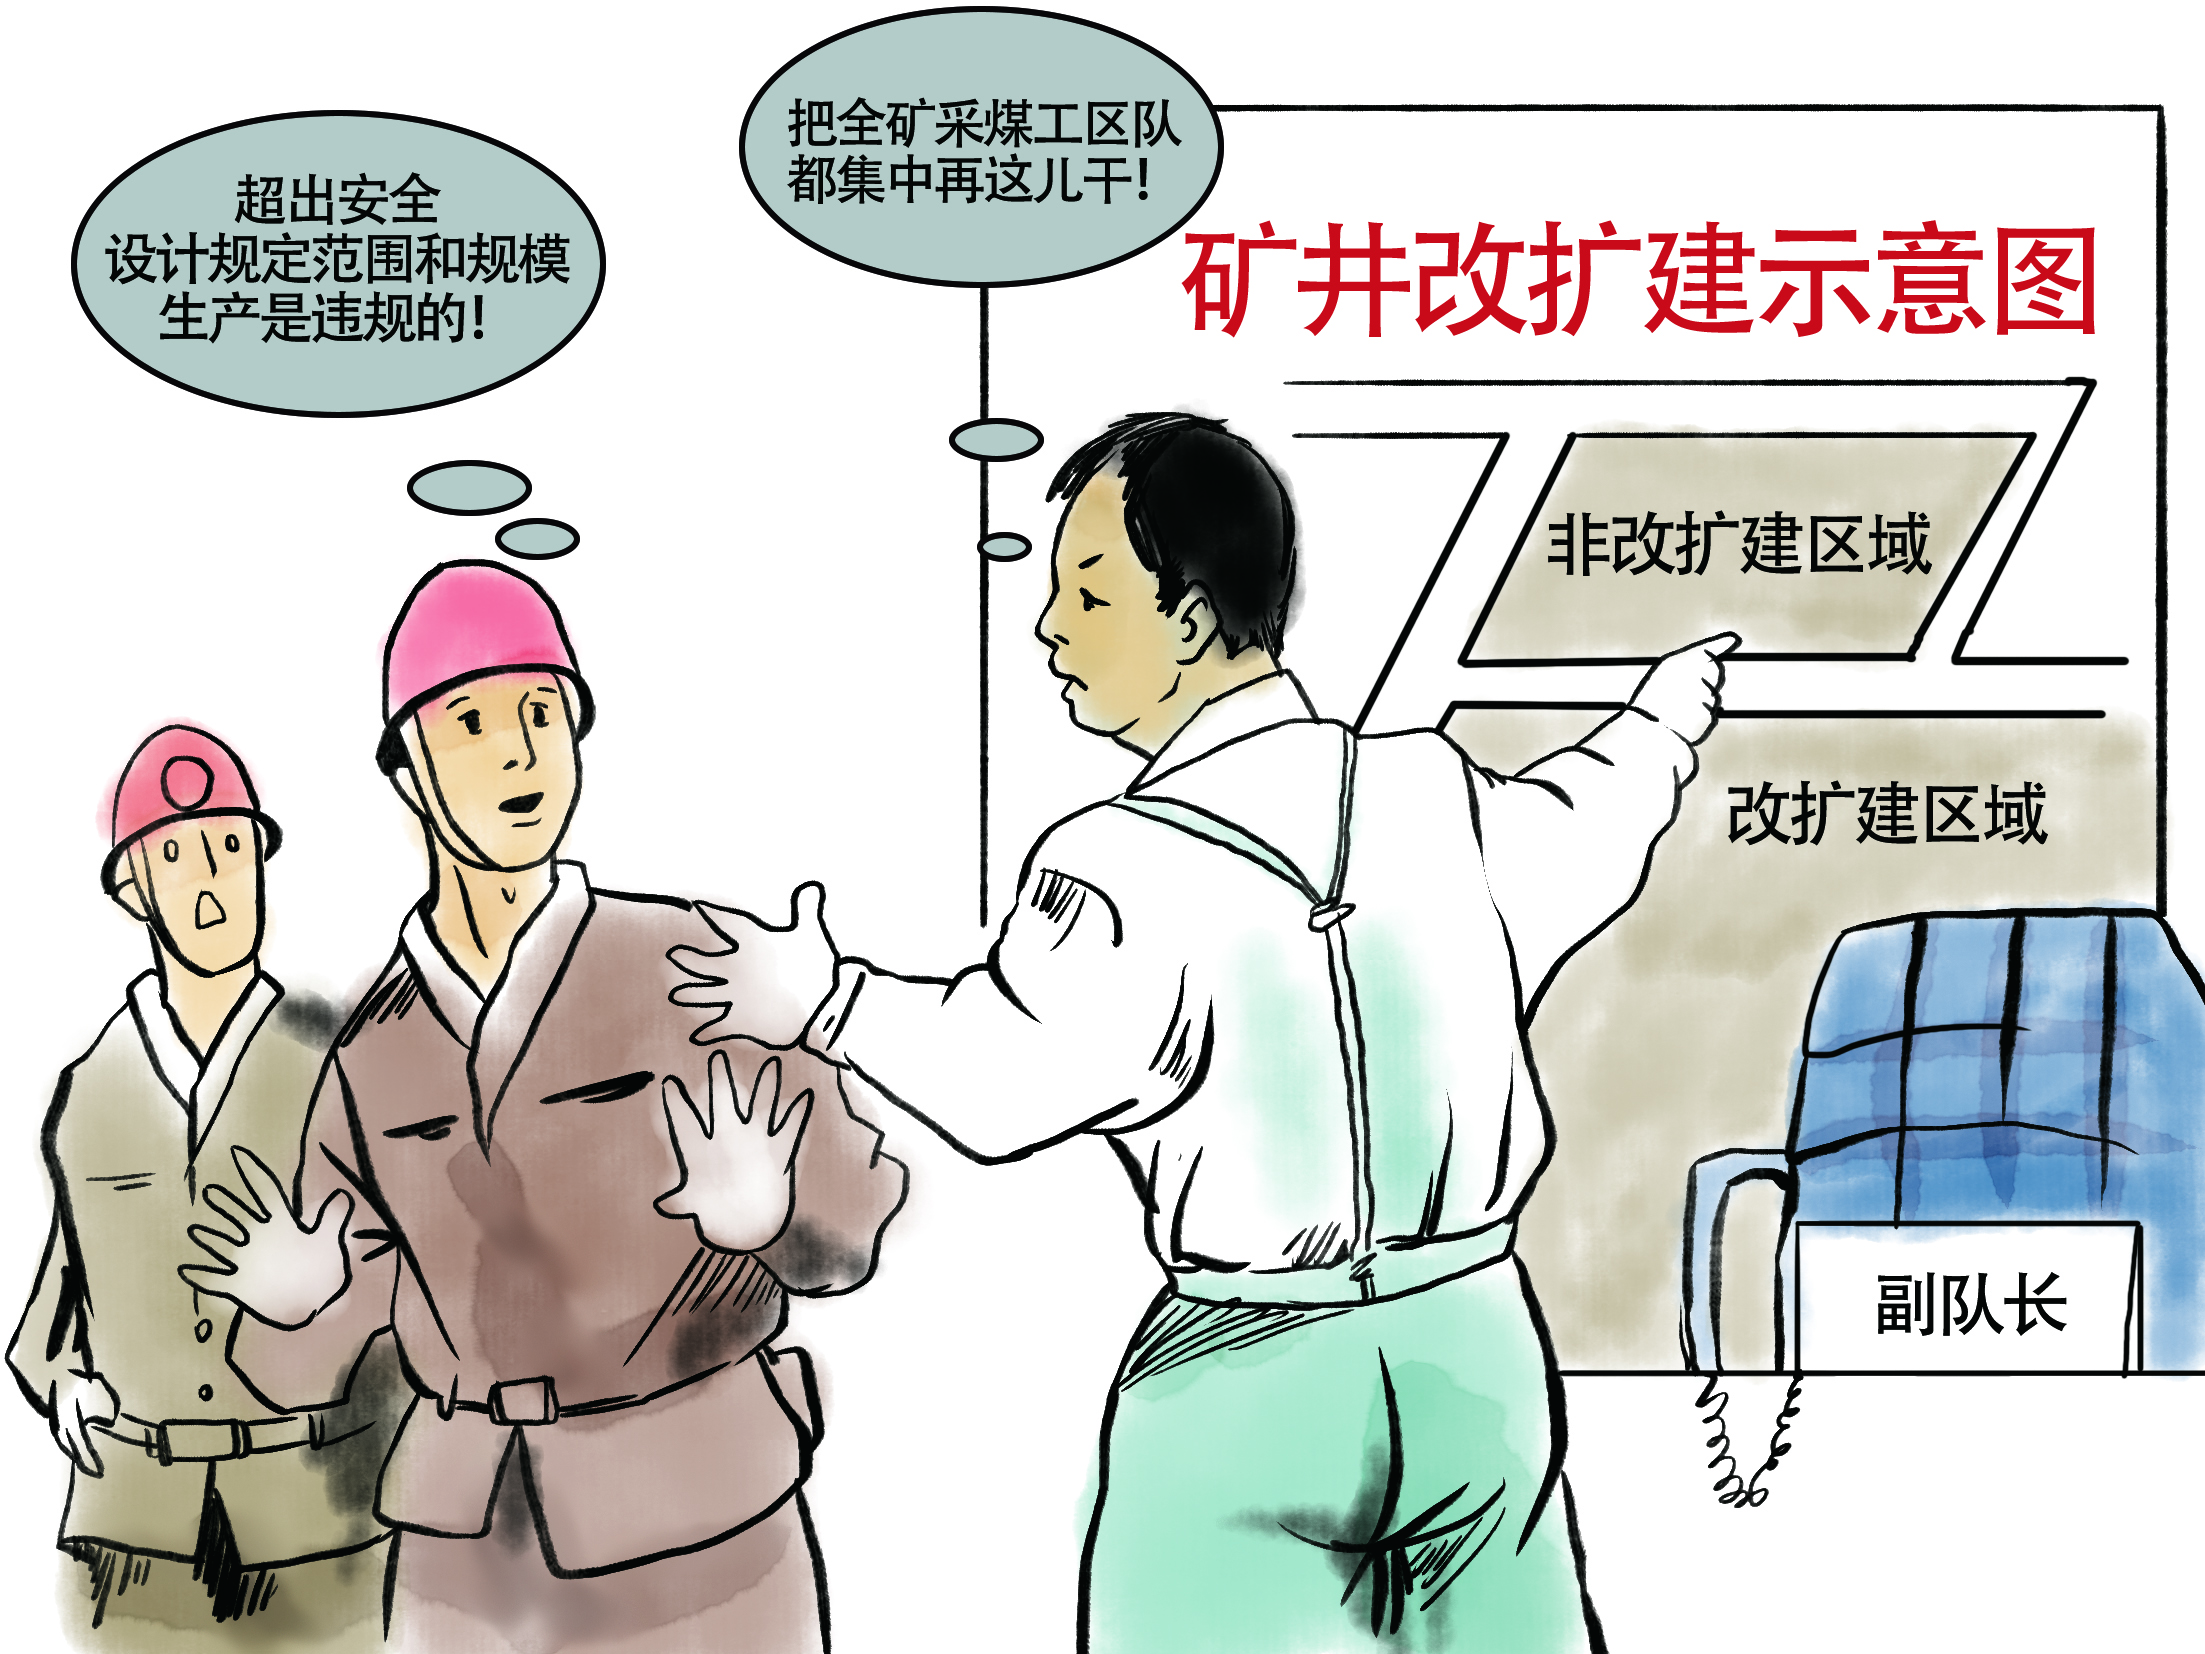 超出安全
设计规定范围和规模
生产是违规的！
把全矿采煤工区队
都集中再这儿干！
矿井改扩建示意图
非改扩建区域
改扩建区域
副队长